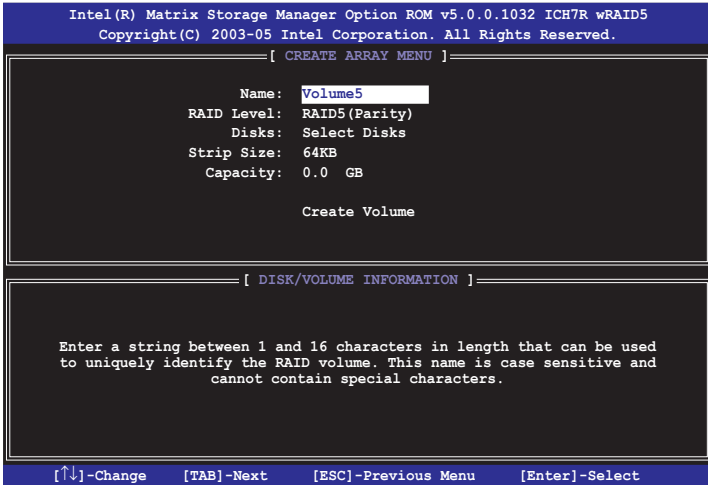 Intel(R) Matrix Storage Manager Option ROM v5.0.0.1032 ICH7R wRAID5
Copyright(C) 2003-05 Intel Corporation. All Rights Reserved.
[ CREATE ARRAY MENU ]
Name: Volume5
RAID Level: RAID5(Parity)
Disks: Select Disks
Strip Size: 64KB
Capacity: 0.0 GB
Create Volume
[ DISK/VOLUME INFORMATION ]
Enter a string between 1 and 16 characters in length that can be used
to uniquely identify the RAID volume. This name is case sensitive and
cannot contain special characters.
[↑↓]-Change [TAB]-Next [ESC]-Previous Menu [Enter]-Select